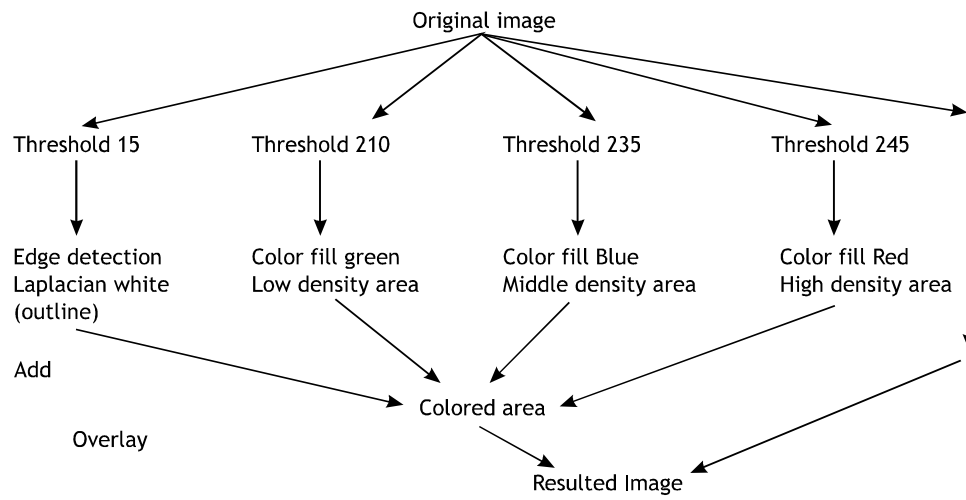 Original image
Threshold 15
Threshold 210
Threshold 235
Threshold 245
Edge detection
Laplacian white
(outline)
Color fill green
Low density area
Color fill Blue
Middle density area
Color fill Red
High density area
Add
Colored area
Overlay
Resulted Image